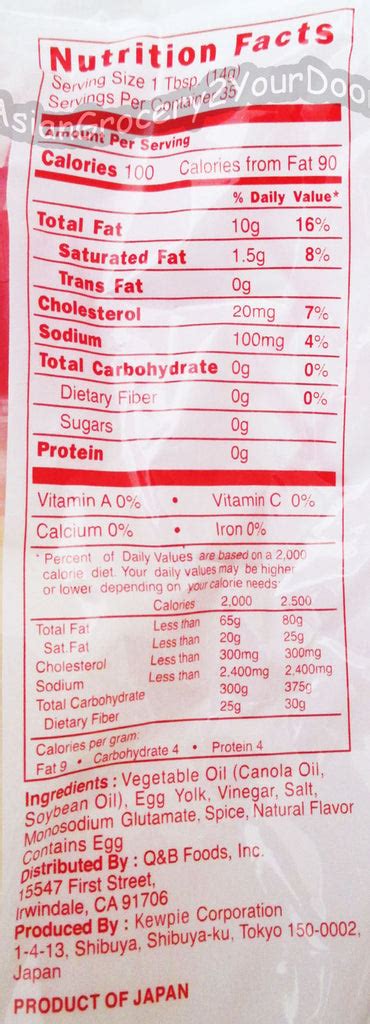 Nutrition Facts
Serving Size 1 Tbsp. (14g)
Servings Per Container 35
AsianGrocery2YourDoo
Amount Per Serving
Calories 100 Calories from Fat 90
% Daily Value*
Total Fat 10g 16%
Saturated Fat 1.5g 8%
Trans Fat 0g
Cholesterol 20mg 7%
Sodium 100mg 4%
Total Carbohydrate 0g 0%
Dietary Fiber 0g 0%
Sugars 0g
Protein 0g
Vitamin A 0% • Vitamin C 0%
Calcium 0% • Iron 0%
* Percent of Daily Values are based on a 2,000
calorie diet. Your daily values may be higher
or lower depending on your calorie needs:
Calories 2,000 2.500
Total Fat Less than 65g 80g
Sat.Fat Less than 20g 25g
Cholesterol Less than 300mg 300mg
Sodium Less than 2,400mg 2,400mg
Total Carbohydrate 300g 375g
Dietary Fiber 25g 30g
Calories per gram:
Fat 9 • Carbohydrate 4 • Protein 4
Ingredients : Vegetable Oil (Canola Oil,
Soybean Oil), Egg Yolk, Vinegar, Salt,
Monosodium Glutamate, Spice, Natural Flavor
Contains Egg
Distributed By : Q&B Foods, Inc.
15547 First Street,
Irwindale, CA 91706
Produced By : Kewpie Corporation
1-4-13, Shibuya, Shibuya-ku, Tokyo 150-0002,
Japan
PRODUCT OF JAPAN